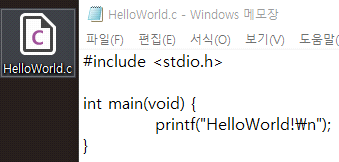 HelloWorld.c - Windows 메모장
파일(F) 편집(E) 서식(O) 보기(V) 도움말
C
HelloWorld.c
#include <stdio.h>
int main(void) {
printf("HelloWorld!₩n");
}